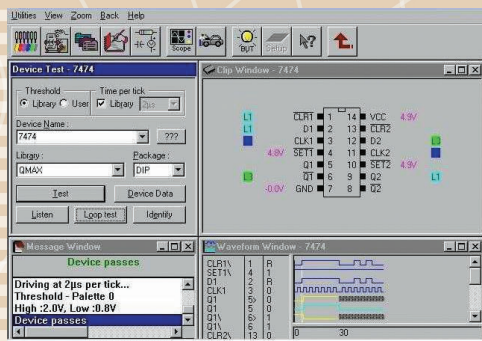 Utilities View Zoom Back Help
Scope
BUT
Setup
Device Test - 7474
Threshold
Library
User
Time per tick
Library
2µs
Device Name:
7474
???
Library:
QMAX
Package:
DIP
Test
Device Data
Listen
Loop test
Identify
Clip Window - 7474
L1 CLR1 1 14 VCC 4.9V
L1 D1 2 13 CLR2
CLK1 3 12 D2
4.8V SET1 4 11 CLK2
Q1 5 10 SET2 4.9V
Q1 6 9 Q2 L1
-0.0V GND 7 8 Q2
Message Window
Device passes
Driving at 2µs per tick...
Threshold - Palette 0
High :2.0V, Low :0.8V
Device passes
Waveform Window - 7474
CLR1\ 1 R
SET1\ 4 1
D1 2 R
CLK1 3 0
Q1 5> 0
Q1 5 0
Q1\ 6> 1
Q1\ 6 1
CLR2\ 13 0
0 30